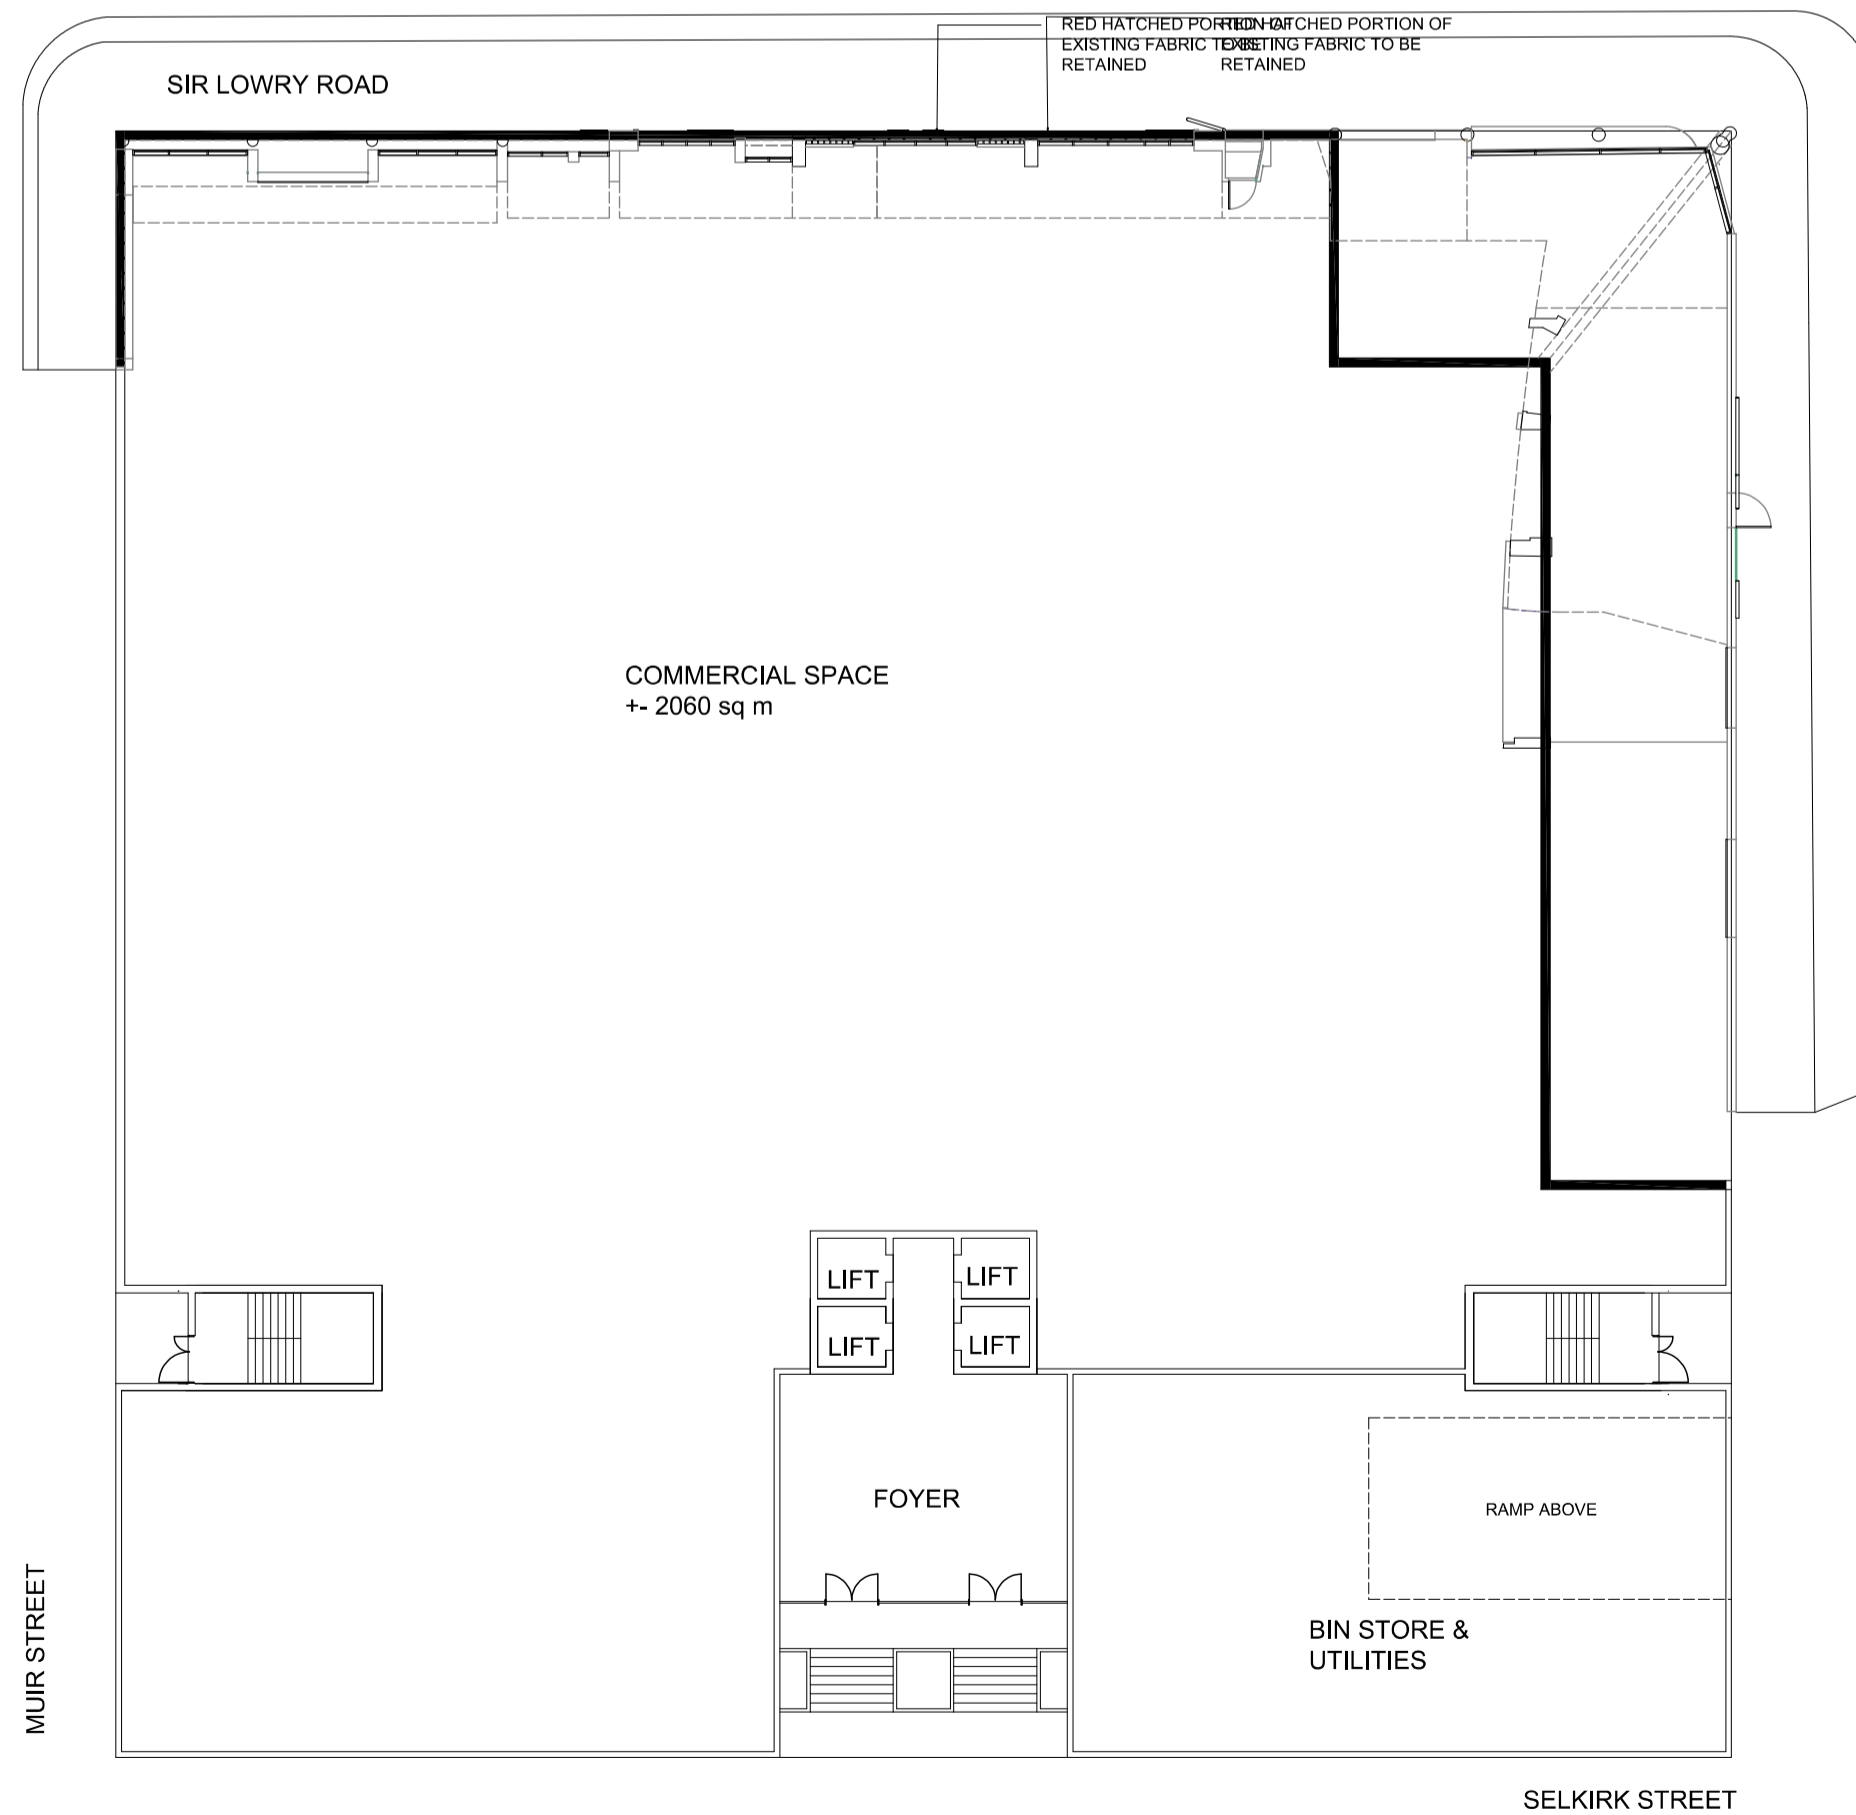 RED HATCHED PORTION OF
EXISTING FABRIC TO BE
RETAINED
RED HATCHED PORTION OF
EXISTING FABRIC TO BE
RETAINED
SIR LOWRY ROAD
COMMERCIAL SPACE
+- 2060 sq m
LIFT
LIFT
LIFT
LIFT
FOYER
RAMP ABOVE
BIN STORE &
UTILITIES
MUIR STREET
SELKIRK STREET